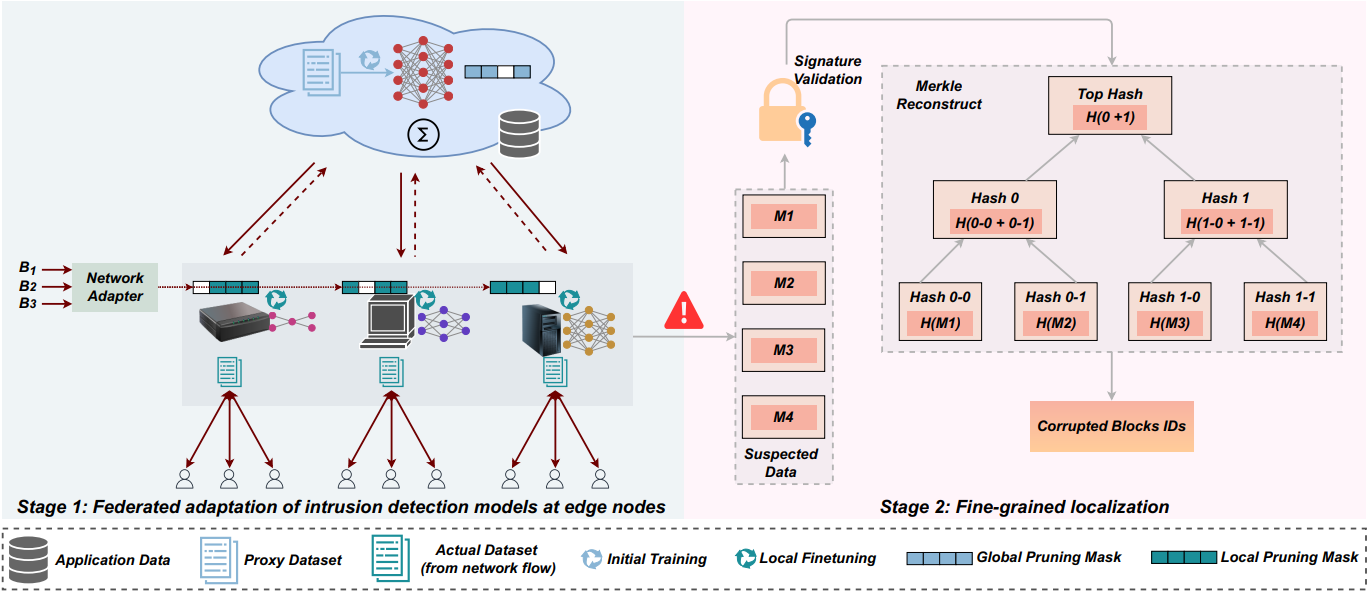 Σ
B1
B2
B3
Network
Adapter
Stage 1: Federated adaptation of intrusion detection models at edge nodes
M1
M2
M3
M4
Suspected
Data
Signature
Validation
Merkle
Reconstruct
Top Hash
H(0 +1)
Hash 0
H(0-0 + 0-1)
Hash 1
H(1-0 + 1-1)
Hash 0-0
H(M1)
Hash 0-1
H(M2)
Hash 1-0
H(M3)
Hash 1-1
H(M4)
Corrupted Blocks IDs
Stage 2: Fine-grained localization
Application Data
Proxy Dataset
Actual Dataset
(from network flow)
Initial Training
Local Finetuning
Global Pruning Mask
Local Pruning Mask